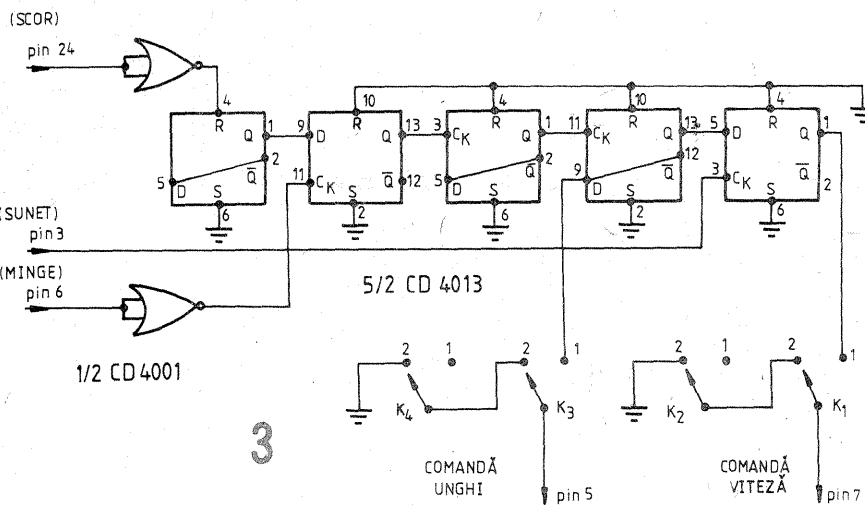 (SCOR)
pin 24
4
R
Q
1
2
Q
5
D
S
6
10
R
9
D
Q
13
11
CK
Q
12
S
2
4
R
3
CK
Q
1
2
5
D
Q
S
6
10
R
11
CK
Q
13
12
9
D
Q
S
2
4
R
5
D
Q
1
3
CK
Q
2
S
6
(SUNET)
pin 3
(MINGE)
pin 6
5/2 CD 4013
1/2 CD 4001
2 1 2 1 2 1 2 1
K4 K3 K2 K1
3
COMANDĂ
UNGHI
pin 5
COMANDĂ
VITEZĂ
pin 7